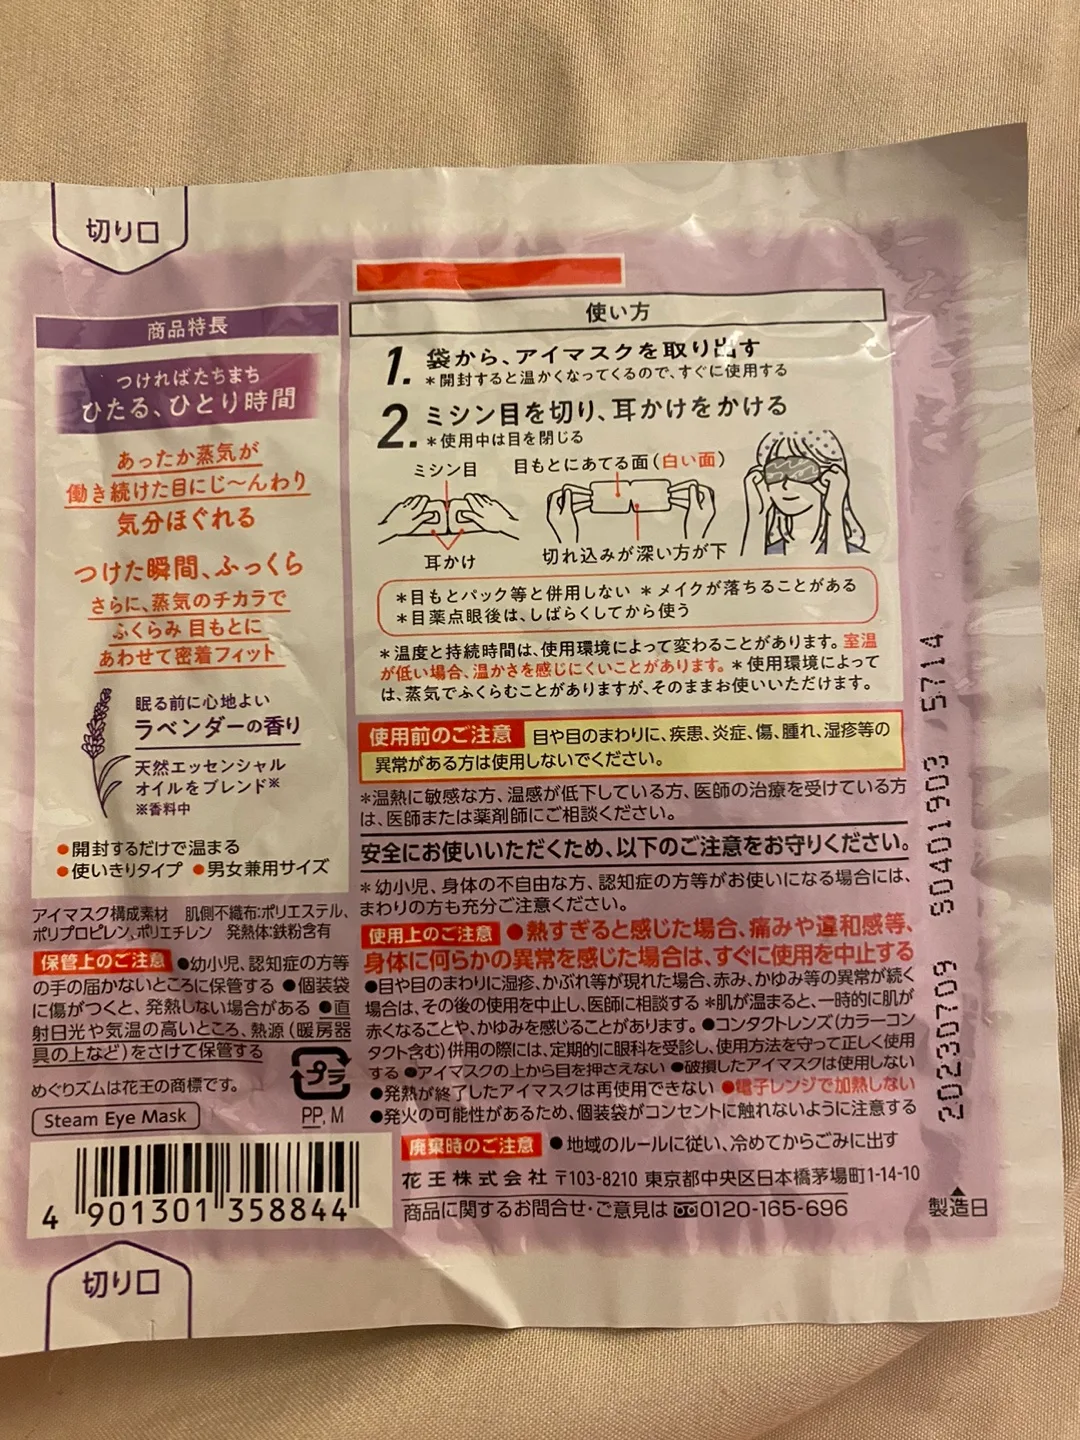 切り口
商品特長
つければたちまち
ひたる、ひとり時間
あったか蒸気が
働き続けた目にじ〜んわり
気分ほぐれる
つけた瞬間、ふっくら
さらに、蒸気のチカラで
ふくらみ 目もとに
あわせて密着フィット
眠る前に心地よい
ラベンダーの香り
天然エッセンシャル
オイルをブレンド※
※香料中
●開封するだけで温まる
●使いきりタイプ ●男女兼用サイズ
アイマスク構成素材 肌側不織布:ポリエステル、
ポリプロピレン、ポリエチレン 発熱体:鉄粉含有
保管上のご注意 ●幼小児、認知症の方等
の手の届かないところに保管する ●個装袋
に傷がつくと、発熱しない場合がある ●直
射日光や気温の高いところ、熱源(暖房器
具の上など)をさけて保管する
めぐりズムは花王の商標です。
Steam Eye Mask
プラ
PP, M
4 901301 358844
切り口
使い方
1. 袋から、アイマスクを取り出す
＊開封すると温かくなってくるので、すぐに使用する
2. ミシン目を切り、耳かけをかける
＊使用中は目を閉じる
ミシン目
目もとにあてる面(白い面)
耳かけ
切れ込みが深い方が下
＊目もとパック等と併用しない ＊メイクが落ちることがある
＊目薬点眼後は、しばらくしてから使う
＊温度と持続時間は、使用環境によって変わることがあります。室温
が低い場合、温かさを感じにくいことがあります。＊使用環境によって
は、蒸気でふくらむことがありますが、そのままお使いいただけます。
使用前のご注意 目や目のまわりに、疾患、炎症、傷、腫れ、湿疹等の
異常がある方は使用しないでください。
＊温熱に敏感な方、温感が低下している方、医師の治療を受けている方
は、医師または薬剤師にご相談ください。
安全にお使いいただくため、以下のご注意をお守りください。
＊幼小児、身体の不自由な方、認知症の方等がお使いになる場合には、
まわりの方も充分ご注意ください。
使用上のご注意 ●熱すぎると感じた場合、痛みや違和感等、
身体に何らかの異常を感じた場合は、すぐに使用を中止する
●目や目のまわりに湿疹、かぶれ等が現れた場合、赤み、かゆみ等の異常が続く
場合は、その後の使用を中止し、医師に相談する ＊肌が温まると、一時的に肌が
赤くなることや、かゆみを感じることがあります。●コンタクトレンズ(カラーコン
タクト含む)併用の際には、定期的に眼科を受診し、使用方法を守って正しく使用
する ●アイマスクの上から目を押さえない ●破損したアイマスクは使用しない
●発熱が終了したアイマスクは再使用できない ●電子レンジで加熱しない
●発火の可能性があるため、個装袋がコンセントに触れないように注意する
廃棄時のご注意 ●地域のルールに従い、冷めてからごみに出す
花王株式会社 〒103-8210 東京都中央区日本橋茅場町1-14-10
商品に関するお問合せ・ご意見は 0120-165-696
20230709 S0401903 5714
▲
製造日